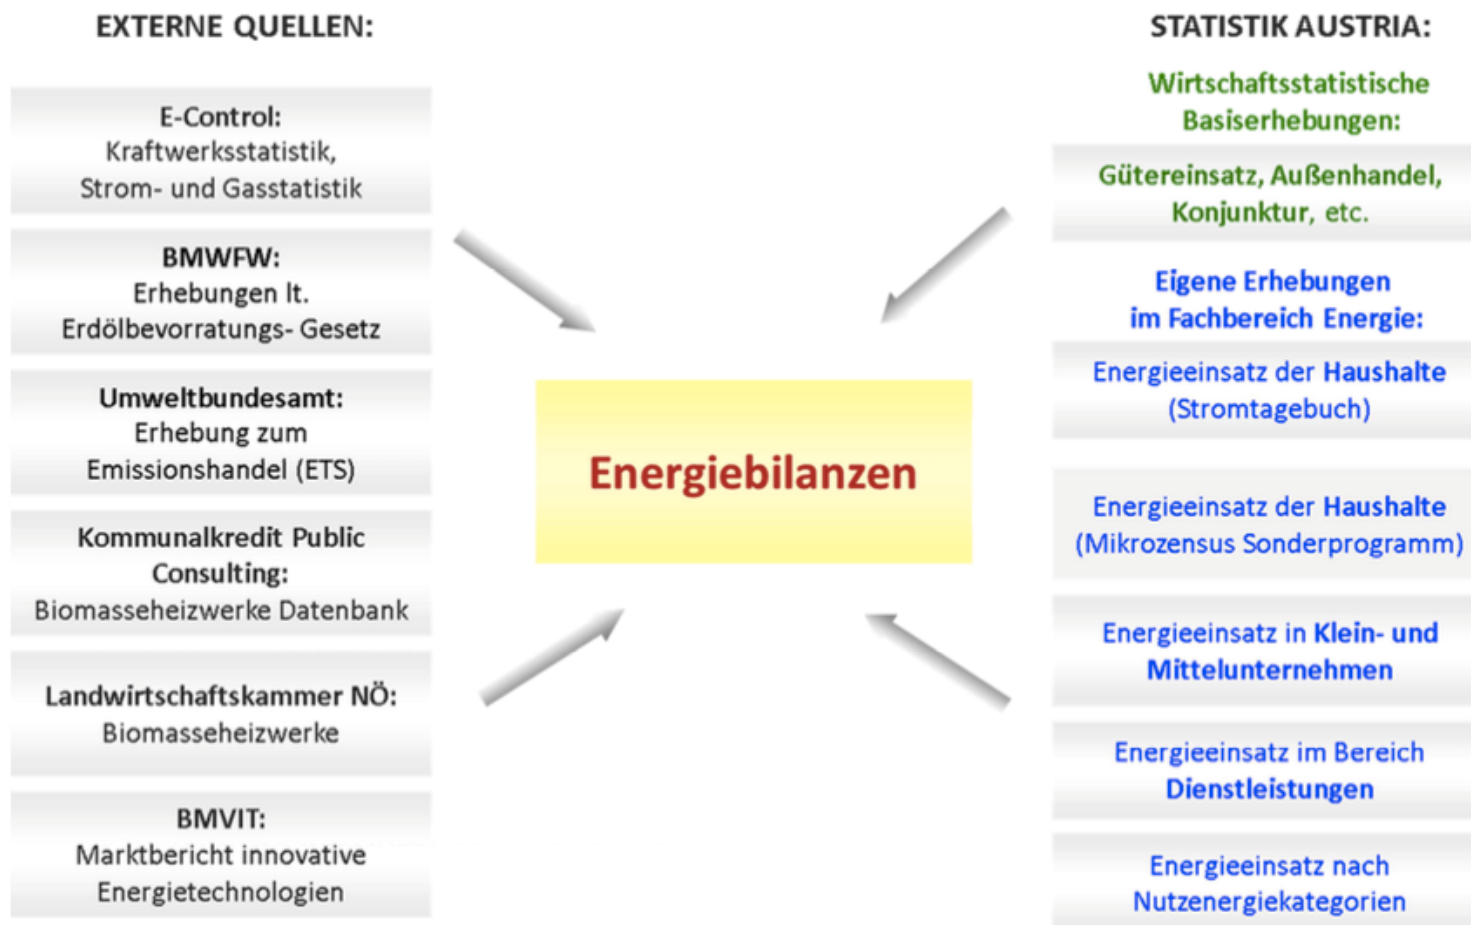 EXTERNE QUELLEN:
E-Control:
Kraftwerksstatistik,
Strom- und Gasstatistik
BMWFW:
Erhebungen lt.
Erdölbevorratungs- Gesetz
Umweltbundesamt:
Erhebung zum
Emissionshandel (ETS)
Kommunalkredit Public
Consulting:
Biomasseheizwerke Datenbank
Landwirtschaftskammer NÖ:
Biomasseheizwerke
BMVIT:
Marktbericht innovative
Energietechnologien
Energiebilanzen
STATISTIK AUSTRIA:
Wirtschaftsstatistische
Basiserhebungen:
Gütereinsatz, Außenhandel,
Konjunktur, etc.
Eigene Erhebungen
im Fachbereich Energie:
Energieeinsatz der Haushalte
(Stromtagebuch)
Energieeinsatz der Haushalte
(Mikrozensus Sonderprogramm)
Energieeinsatz in Klein- und
Mittelunternehmen
Energieeinsatz im Bereich
Dienstleistungen
Energieeinsatz nach
Nutzenergiekategorien